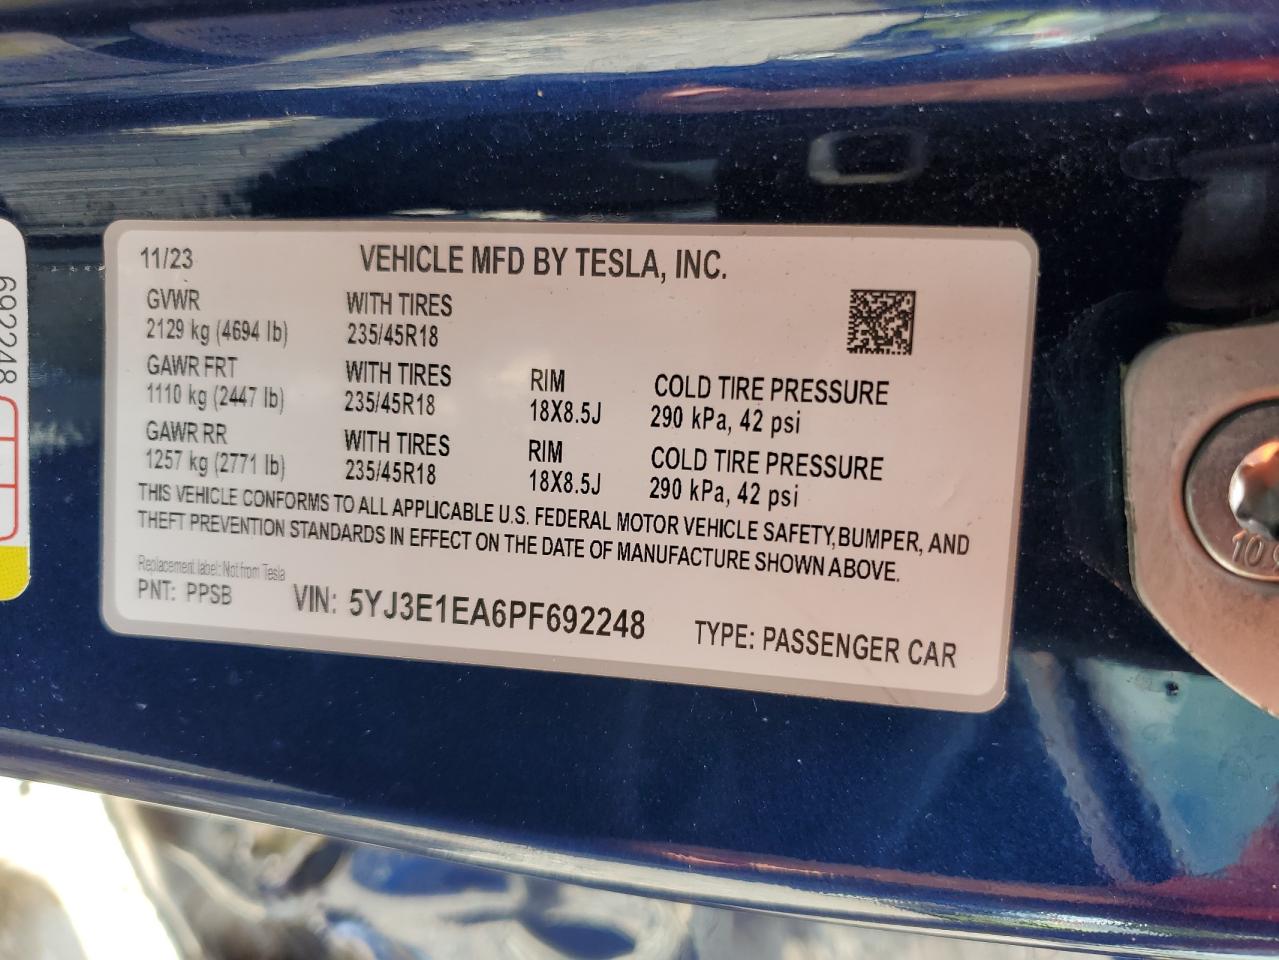 11/23 VEHICLE MFD BY TESLA, INC.
GVWR WITH TIRES
2129 kg (4694 lb) 235/45R18
GAWR FRT WITH TIRES RIM COLD TIRE PRESSURE
1110 kg (2447 lb) 235/45R18 18X8.5J 290 kPa, 42 psi
GAWR RR WITH TIRES RIM COLD TIRE PRESSURE
1257 kg (2771 lb) 235/45R18 18X8.5J 290 kPa, 42 psi
THIS VEHICLE CONFORMS TO ALL APPLICABLE U.S. FEDERAL MOTOR VEHICLE SAFETY, BUMPER, AND
THEFT PREVENTION STANDARDS IN EFFECT ON THE DATE OF MANUFACTURE SHOWN ABOVE.
Replacement label: Not from Tesla
PNT: PPSB VIN: 5YJ3E1EA6PF692248 TYPE: PASSENGER CAR
692248
10